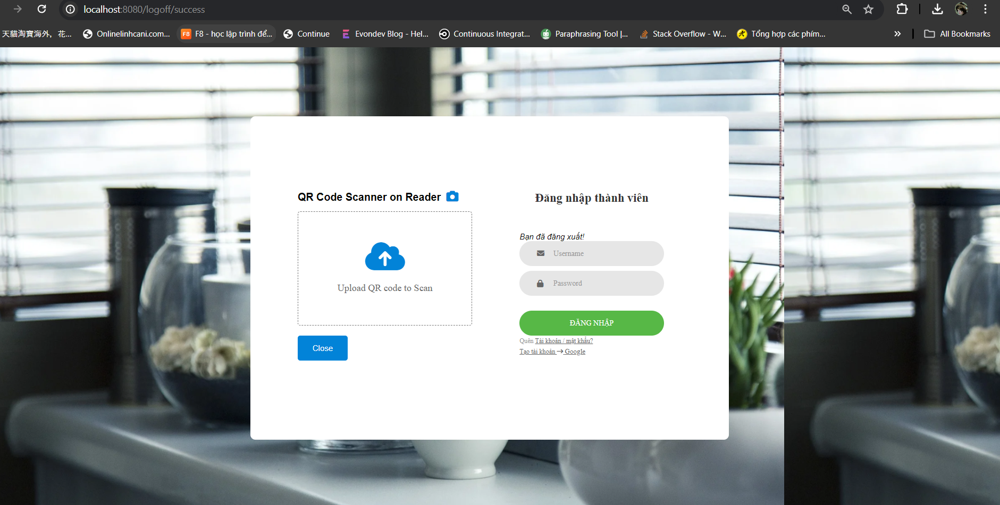 localhost:8080/logoff/success
天貓淘寶海外，花...
Onlinelinhcani.com...
F8 - học lập trình để...
Continue
Evondev Blog - Hel...
Continuous Integrat...
Paraphrasing Tool |...
Stack Overflow - W...
Tổng hợp các phím...
All Bookmarks
QR Code Scanner on Reader
Upload QR code to Scan
Close
Đăng nhập thành viên
Bạn đã đăng xuất!
Username
Password
ĐĂNG NHẬP
Quên Tài khoản / mật khẩu?
Tạo tài khoản → Google